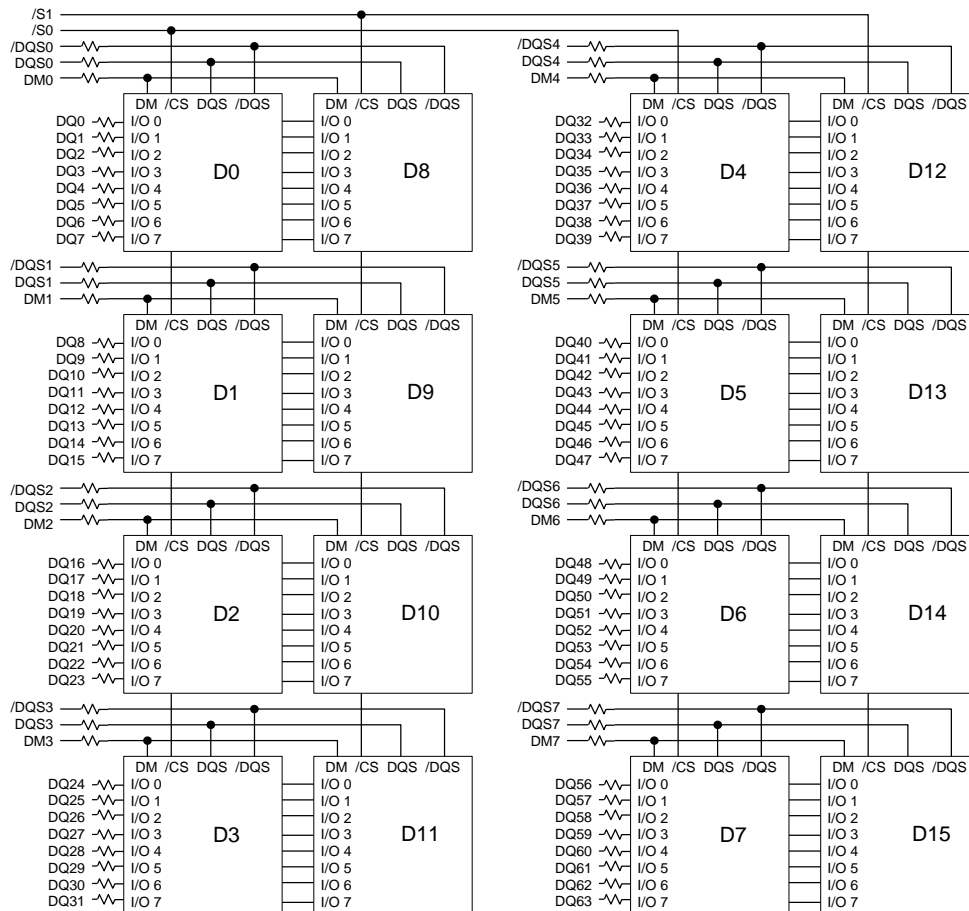 /S1
/S0
/DQS0
DQS0
DM0
/DQS4
DQS4
DM4
DM /CS DQS /DQS
DM /CS DQS /DQS
DM /CS DQS /DQS
DM /CS DQS /DQS
DQ0 I/O 0
DQ1 I/O 1
DQ2 I/O 2
DQ3 I/O 3
DQ4 I/O 4
DQ5 I/O 5
DQ6 I/O 6
DQ7 I/O 7
D0
I/O 0
I/O 1
I/O 2
I/O 3
I/O 4
I/O 5
I/O 6
I/O 7
D8
DQ32 I/O 0
DQ33 I/O 1
DQ34 I/O 2
DQ35 I/O 3
DQ36 I/O 4
DQ37 I/O 5
DQ38 I/O 6
DQ39 I/O 7
D4
I/O 0
I/O 1
I/O 2
I/O 3
I/O 4
I/O 5
I/O 6
I/O 7
D12
/DQS1
DQS1
DM1
/DQS5
DQS5
DM5
DM /CS DQS /DQS
DM /CS DQS /DQS
DM /CS DQS /DQS
DM /CS DQS /DQS
DQ8 I/O 0
DQ9 I/O 1
DQ10 I/O 2
DQ11 I/O 3
DQ12 I/O 4
DQ13 I/O 5
DQ14 I/O 6
DQ15 I/O 7
D1
I/O 0
I/O 1
I/O 2
I/O 3
I/O 4
I/O 5
I/O 6
I/O 7
D9
DQ40 I/O 0
DQ41 I/O 1
DQ42 I/O 2
DQ43 I/O 3
DQ44 I/O 4
DQ45 I/O 5
DQ46 I/O 6
DQ47 I/O 7
D5
I/O 0
I/O 1
I/O 2
I/O 3
I/O 4
I/O 5
I/O 6
I/O 7
D13
/DQS2
DQS2
DM2
/DQS6
DQS6
DM6
DM /CS DQS /DQS
DM /CS DQS /DQS
DM /CS DQS /DQS
DM /CS DQS /DQS
DQ16 I/O 0
DQ17 I/O 1
DQ18 I/O 2
DQ19 I/O 3
DQ20 I/O 4
DQ21 I/O 5
DQ22 I/O 6
DQ23 I/O 7
D2
I/O 0
I/O 1
I/O 2
I/O 3
I/O 4
I/O 5
I/O 6
I/O 7
D10
DQ48 I/O 0
DQ49 I/O 1
DQ50 I/O 2
DQ51 I/O 3
DQ52 I/O 4
DQ53 I/O 5
DQ54 I/O 6
DQ55 I/O 7
D6
I/O 0
I/O 1
I/O 2
I/O 3
I/O 4
I/O 5
I/O 6
I/O 7
D14
/DQS3
DQS3
DM3
/DQS7
DQS7
DM7
DM /CS DQS /DQS
DM /CS DQS /DQS
DM /CS DQS /DQS
DM /CS DQS /DQS
DQ24 I/O 0
DQ25 I/O 1
DQ26 I/O 2
DQ27 I/O 3
DQ28 I/O 4
DQ29 I/O 5
DQ30 I/O 6
DQ31 I/O 7
D3
I/O 0
I/O 1
I/O 2
I/O 3
I/O 4
I/O 5
I/O 6
I/O 7
D11
DQ56 I/O 0
DQ57 I/O 1
DQ58 I/O 2
DQ59 I/O 3
DQ60 I/O 4
DQ61 I/O 5
DQ62 I/O 6
DQ63 I/O 7
D7
I/O 0
I/O 1
I/O 2
I/O 3
I/O 4
I/O 5
I/O 6
I/O 7
D15